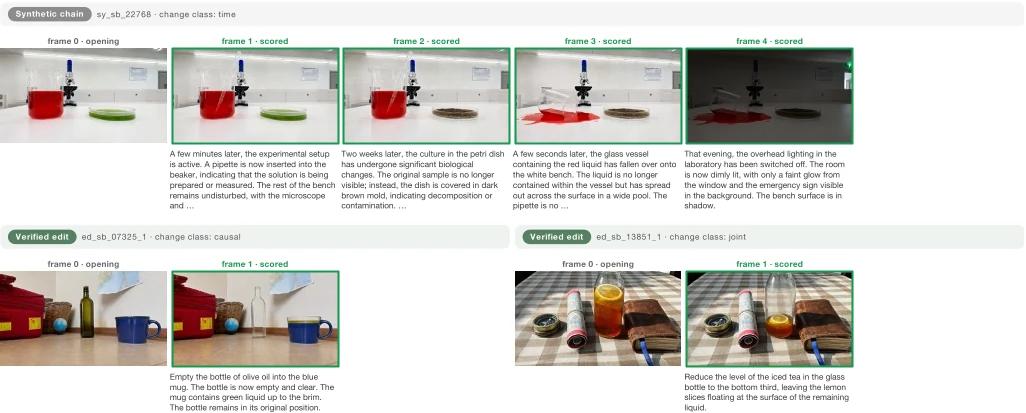 Synthetic chain sy_sb_22768 · change class: time
frame 0 · opening
frame 1 · scored
frame 2 · scored
frame 3 · scored
frame 4 · scored
A few minutes later, the experimental setup
is active. A pipette is now inserted into the
beaker, indicating that the solution is being
prepared or measured. The rest of the bench
remains undisturbed, with the microscope
and …
Two weeks later, the culture in the petri dish
has undergone significant biological
changes. The original sample is no longer
visible; instead, the dish is covered in dark
brown mold, indicating decomposition or
contamination. …
A few seconds later, the glass vessel
containing the red liquid has fallen over onto
the white bench. The liquid is no longer
contained within the vessel but has spread
out across the surface in a wide pool. The
pipette is no …
That evening, the overhead lighting in the
laboratory has been switched off. The room
is now dimly lit, with only a faint glow from
the window and the emergency sign visible
in the background. The bench surface is in
shadow.
Verified edit ed_sb_07325_1 · change class: causal
frame 0 · opening
frame 1 · scored
Empty the bottle of olive oil into the blue
mug. The bottle is now empty and clear. The
mug contains green liquid up to the brim.
The bottle remains in its original position.
Verified edit ed_sb_13851_1 · change class: joint
frame 0 · opening
frame 1 · scored
Reduce the level of the iced tea in the glass
bottle to the bottom third, leaving the lemon
slices floating at the surface of the remaining
liquid.